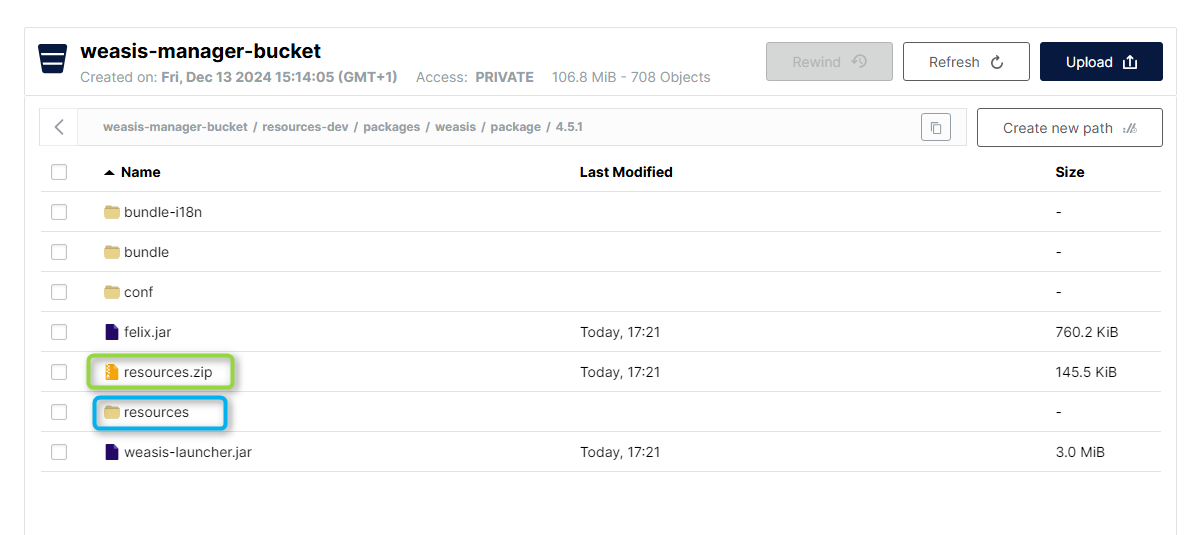 weasis-manager-bucket
Created on: Fri, Dec 13 2024 15:14:05 (GMT+1) Access: PRIVATE 106.8 MiB - 708 Objects
Rewind Refresh Upload
weasis-manager-bucket / resources-dev / packages / weasis / package / 4.5.1
Create new path
Name Last Modified Size
bundle-i18n -
bundle -
conf -
felix.jar Today, 17:21 760.2 KiB
resources.zip Today, 17:21 145.5 KiB
resources -
weasis-launcher.jar Today, 17:21 3.0 MiB